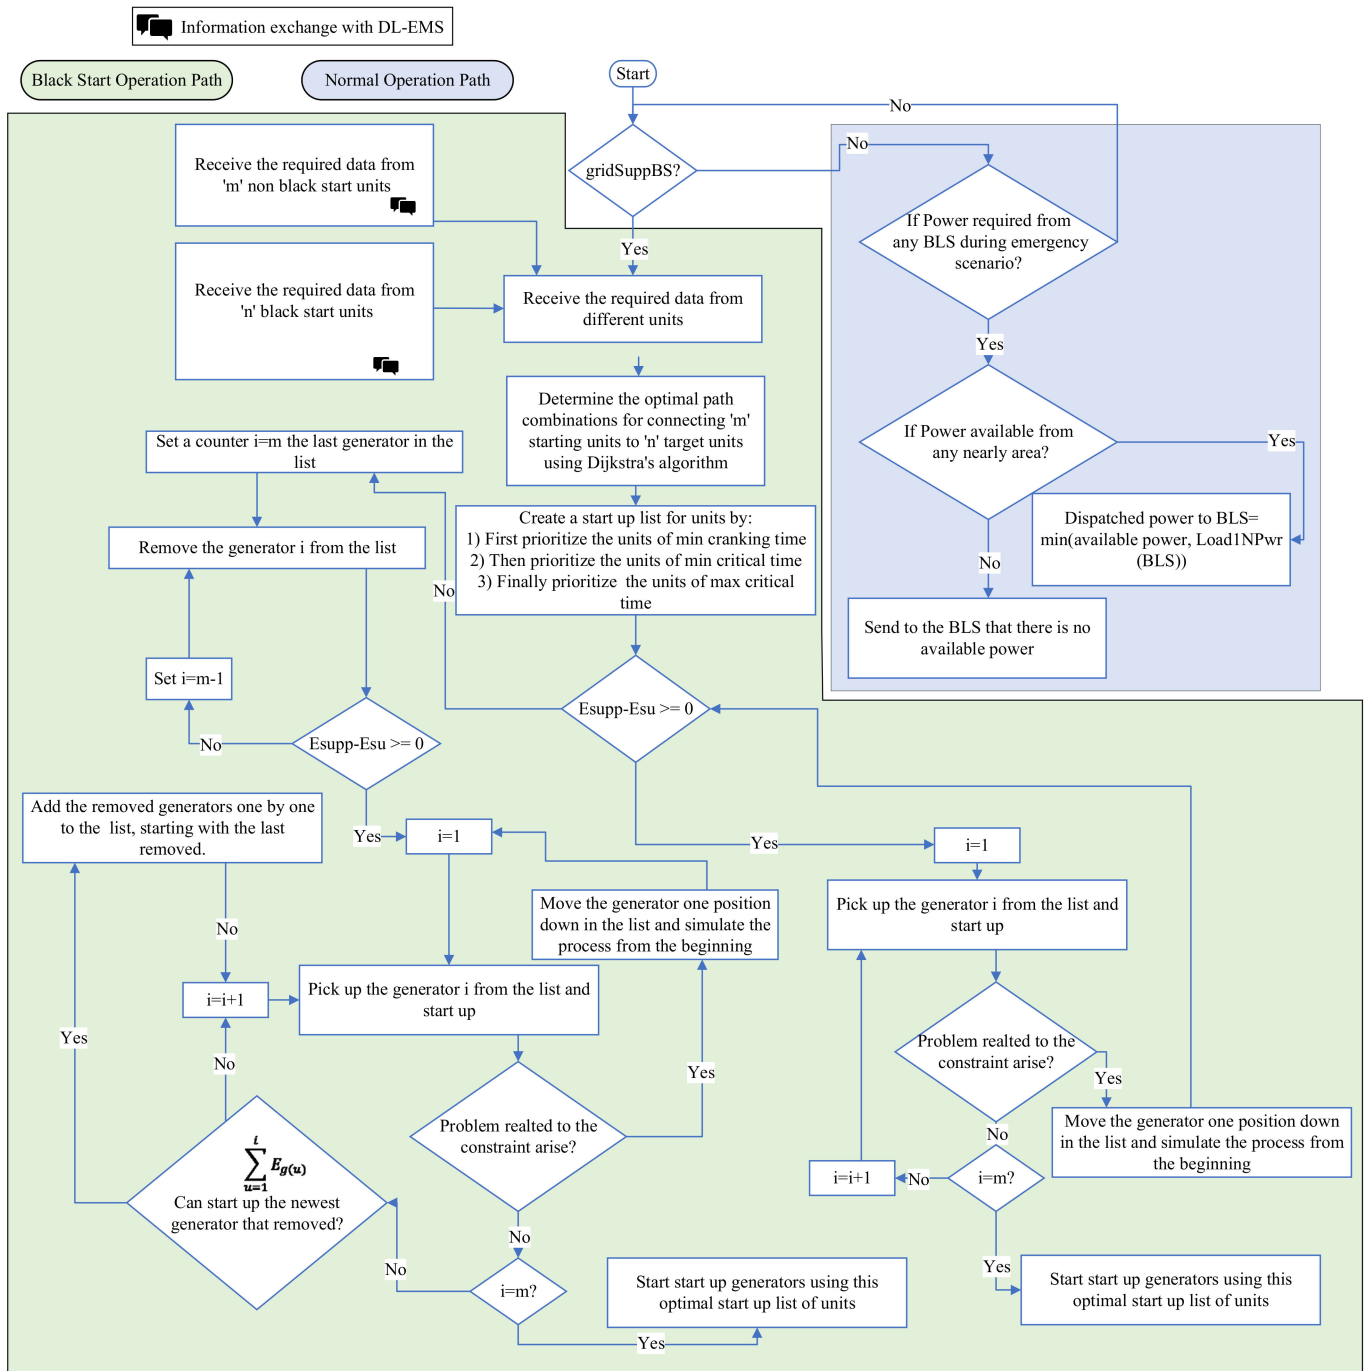 Information exchange with DL-EMS
Black Start Operation Path
Normal Operation Path
Start
No
gridSuppBS?
No
Yes
Receive the required data from
'm' non black start units
Receive the required data from
'n' black start units
Receive the required data from
different units
If Power required from
any BLS during emergency
scenario?
Yes
If Power available from
any nearly area?
Yes
Dispatched power to BLS=
min(available power, Load1NPwr
(BLS))
No
Send to the BLS that there is no
available power
Determine the optimal path
combinations for connecting 'm'
starting units to 'n' target units
using Dijkstra's algorithm
Create a start up list for units by:
1) First prioritize the units of min cranking time
2) Then prioritize the units of min critical time
3) Finally prioritize the units of max critical
time
Set a counter i=m the last generator in the
list
Remove the generator i from the list
No
Set i=m-1
No
Esupp-Esu >= 0
Esupp-Esu >= 0
Add the removed generators one by one
to the list, starting with the last
removed.
Yes
i=1
Yes
i=1
Move the generator one position
down in the list and simulate the
process from the beginning
Pick up the generator i from the list and
start up
No
i=i+1
Pick up the generator i from the list and
start up
Yes
No
Yes
Problem realted to the
constraint arise?
Yes
Problem realted to the
constraint arise?
Move the generator one position down
in the list and simulate the process from
the beginning
No
i=i+1
No
i=m?
i
∑ E g(u)
u=1
Can start up the newest
generator that removed?
No
No
i=m?
Yes
Start start up generators using this
optimal start up list of units
Yes
Start start up generators using this
optimal start up list of units